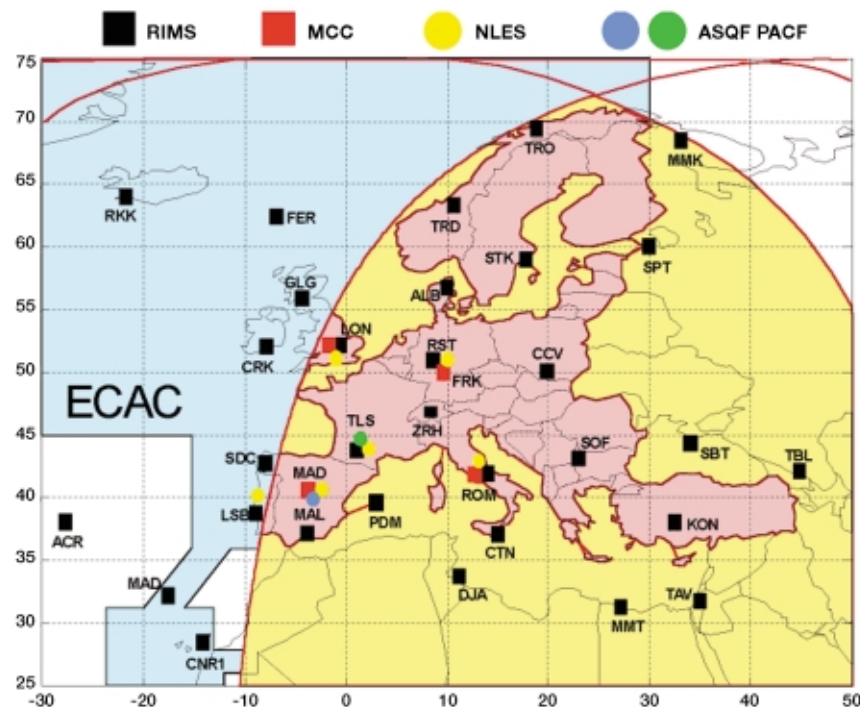 RIMS MCC NLES ASQF PACF
75
70
TRO
MMK
65
RKK
FER
TRD
60
STK
SPT
GLG
ALB
55
LON
CRK
RST
CCV
50
FRK
ECAC
TLS
ZRH
45
SDC
MAD
SOF
SBT
TBL
40
LSB
MAL
PDM
ROM
KON
ACR
CTN
35
MAD
DJA
TAV
MMT
30
CNR1
25
-30 -20 -10 0 10 20 30 40 50